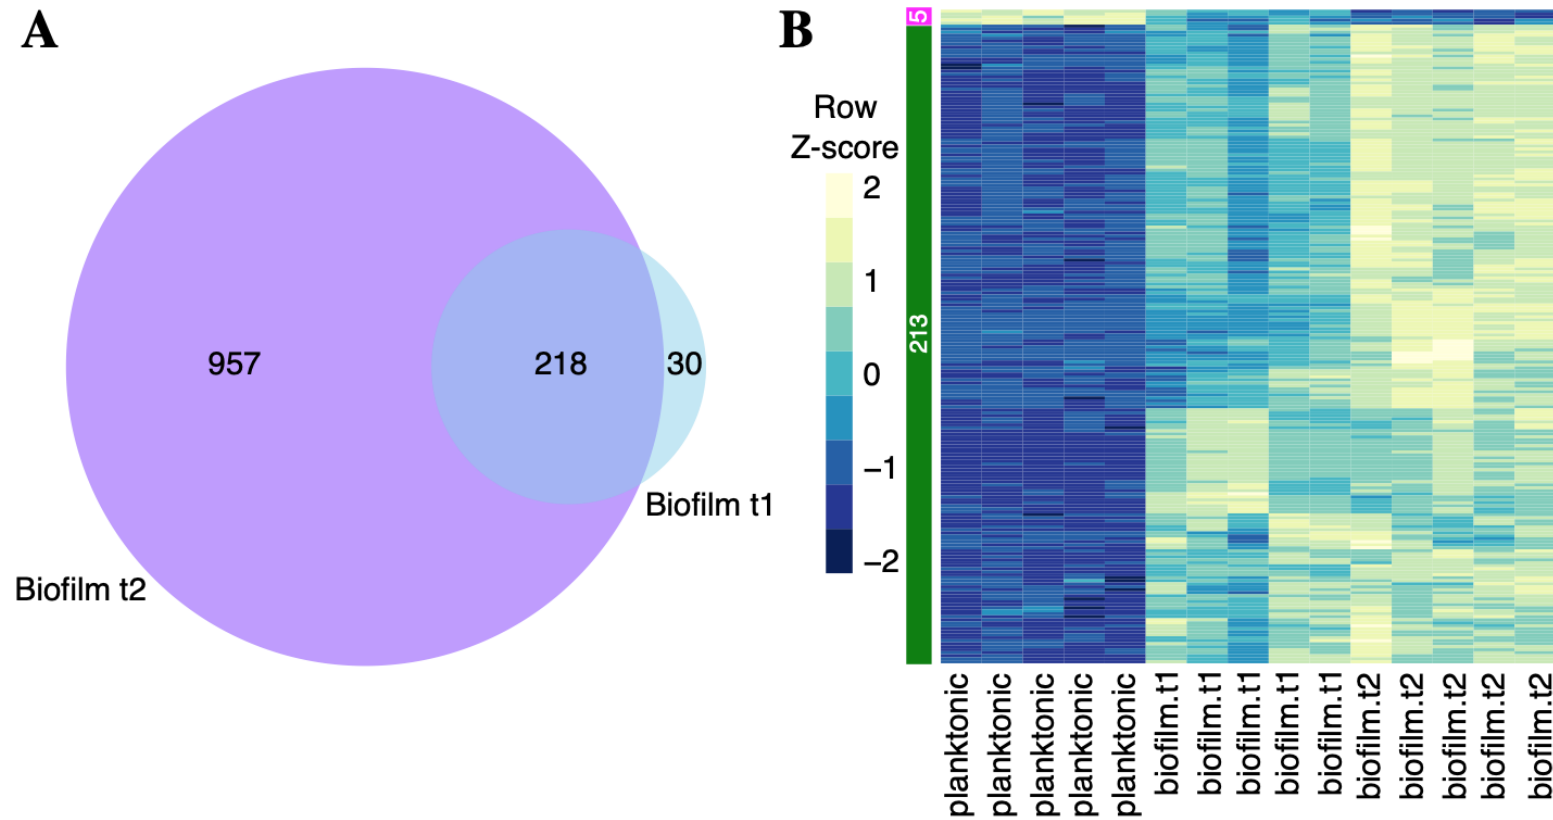 A
957
218
30
Biofilm t1
Biofilm t2
B
Row
Z-score
2
1
0
−1
−2
5
213
planktonic
planktonic
planktonic
planktonic
planktonic
biofilm.t1
biofilm.t1
biofilm.t1
biofilm.t1
biofilm.t1
biofilm.t2
biofilm.t2
biofilm.t2
biofilm.t2
biofilm.t2